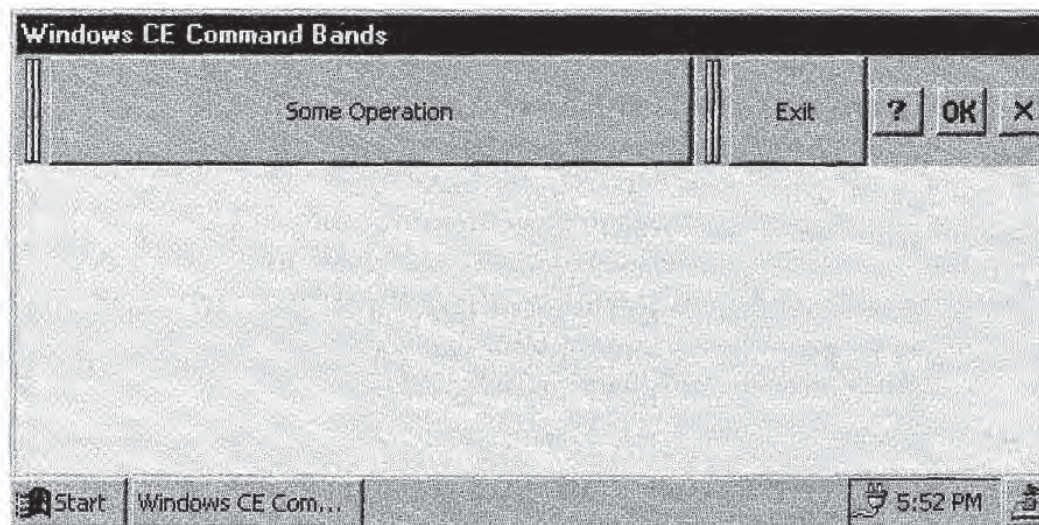 Windows CE Command Bands
Some Operation
Exit
?
OK
×
Start
Windows CE Com...
5:52 PM